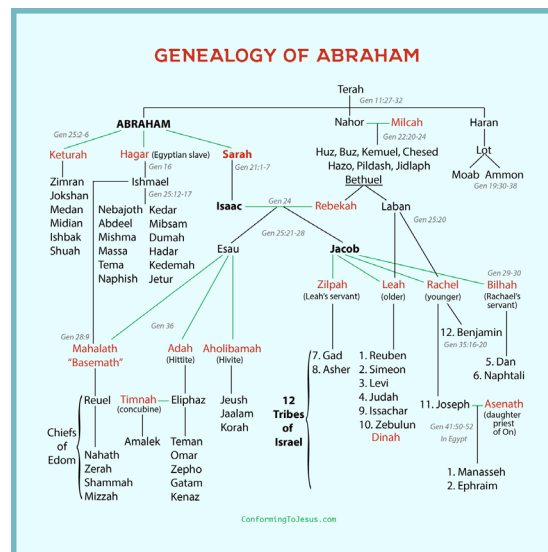 GENEALOGY OF ABRAHAM
Terah
Gen 11:27-32
ABRAHAM
Nahor
Milcah
Haran
Gen 25:2-6
Gen 22:20-24
Keturah
Hagar (Egyptian slave)
Sarah
Huz, Buz, Kemuel, Chesed
Hazo, Pildash, Jidlaph
Bethuel
Lot
Gen 16
Gen 21:1-7
Moab Ammon
Gen 19:30-38
Zimran
Jokshan
Medan
Midian
Ishbak
Shuah
Ishmael
Gen 25:12-17
Nebajoth
Abdeel
Mishma
Massa
Tema
Naphish
Kedar
Mibsam
Dumah
Hadar
Kedemah
Jetur
Isaac
Gen 24
Rebekah
Laban
Gen 25:20
Gen 25:21-28
Esau
Jacob
Gen 29-30
Zilpah
(Leah's servant)
Leah
(older)
Rachel
(younger)
Bilhah
(Rachael's
servant)
Gen 28:9
Gen 36
12. Benjamin
Gen 35:16-20
Mahalath
"Basemath"
Adah
(Hittite)
Aholibamah
(Hivite)
7. Gad
8. Asher
1. Reuben
2. Simeon
3. Levi
4. Judah
9. Issachar
10. Zebulun
Dinah
5. Dan
6. Naphtali
Reuel
Timnah
(concubine)
Eliphaz
Jeush
Jaalam
Korah
12
Tribes
of
Israel
11. Joseph
Asenath
(daughter
priest
of On)
Chiefs
of
Edom
Amalek
Gen 41:50-52
In Egypt
Nahath
Zerah
Shammah
Mizzah
Teman
Omar
Zepho
Gatam
Kenaz
1. Manasseh
2. Ephraim
ConformingToJesus.com